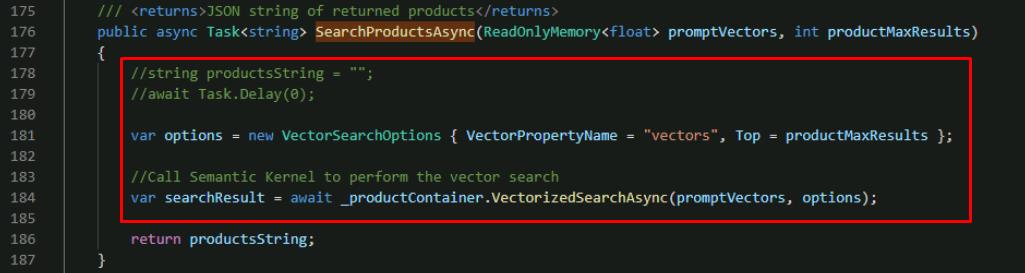 175 /// <returns>JSON string of returned products</returns>
176 public async Task<string> SearchProductsAsync(ReadOnlyMemory<float> promptVectors, int productMaxResults)
177 {
178 //string productsString = "";
179 //await Task.Delay(0);
180
181 var options = new VectorSearchOptions { VectorPropertyName = "vectors", Top = productMaxResults };
182
183 //Call Semantic Kernel to perform the vector search
184 var searchResult = await _productContainer.VectorizedSearchAsync(promptVectors, options);
185
186 return productsString;
187 }